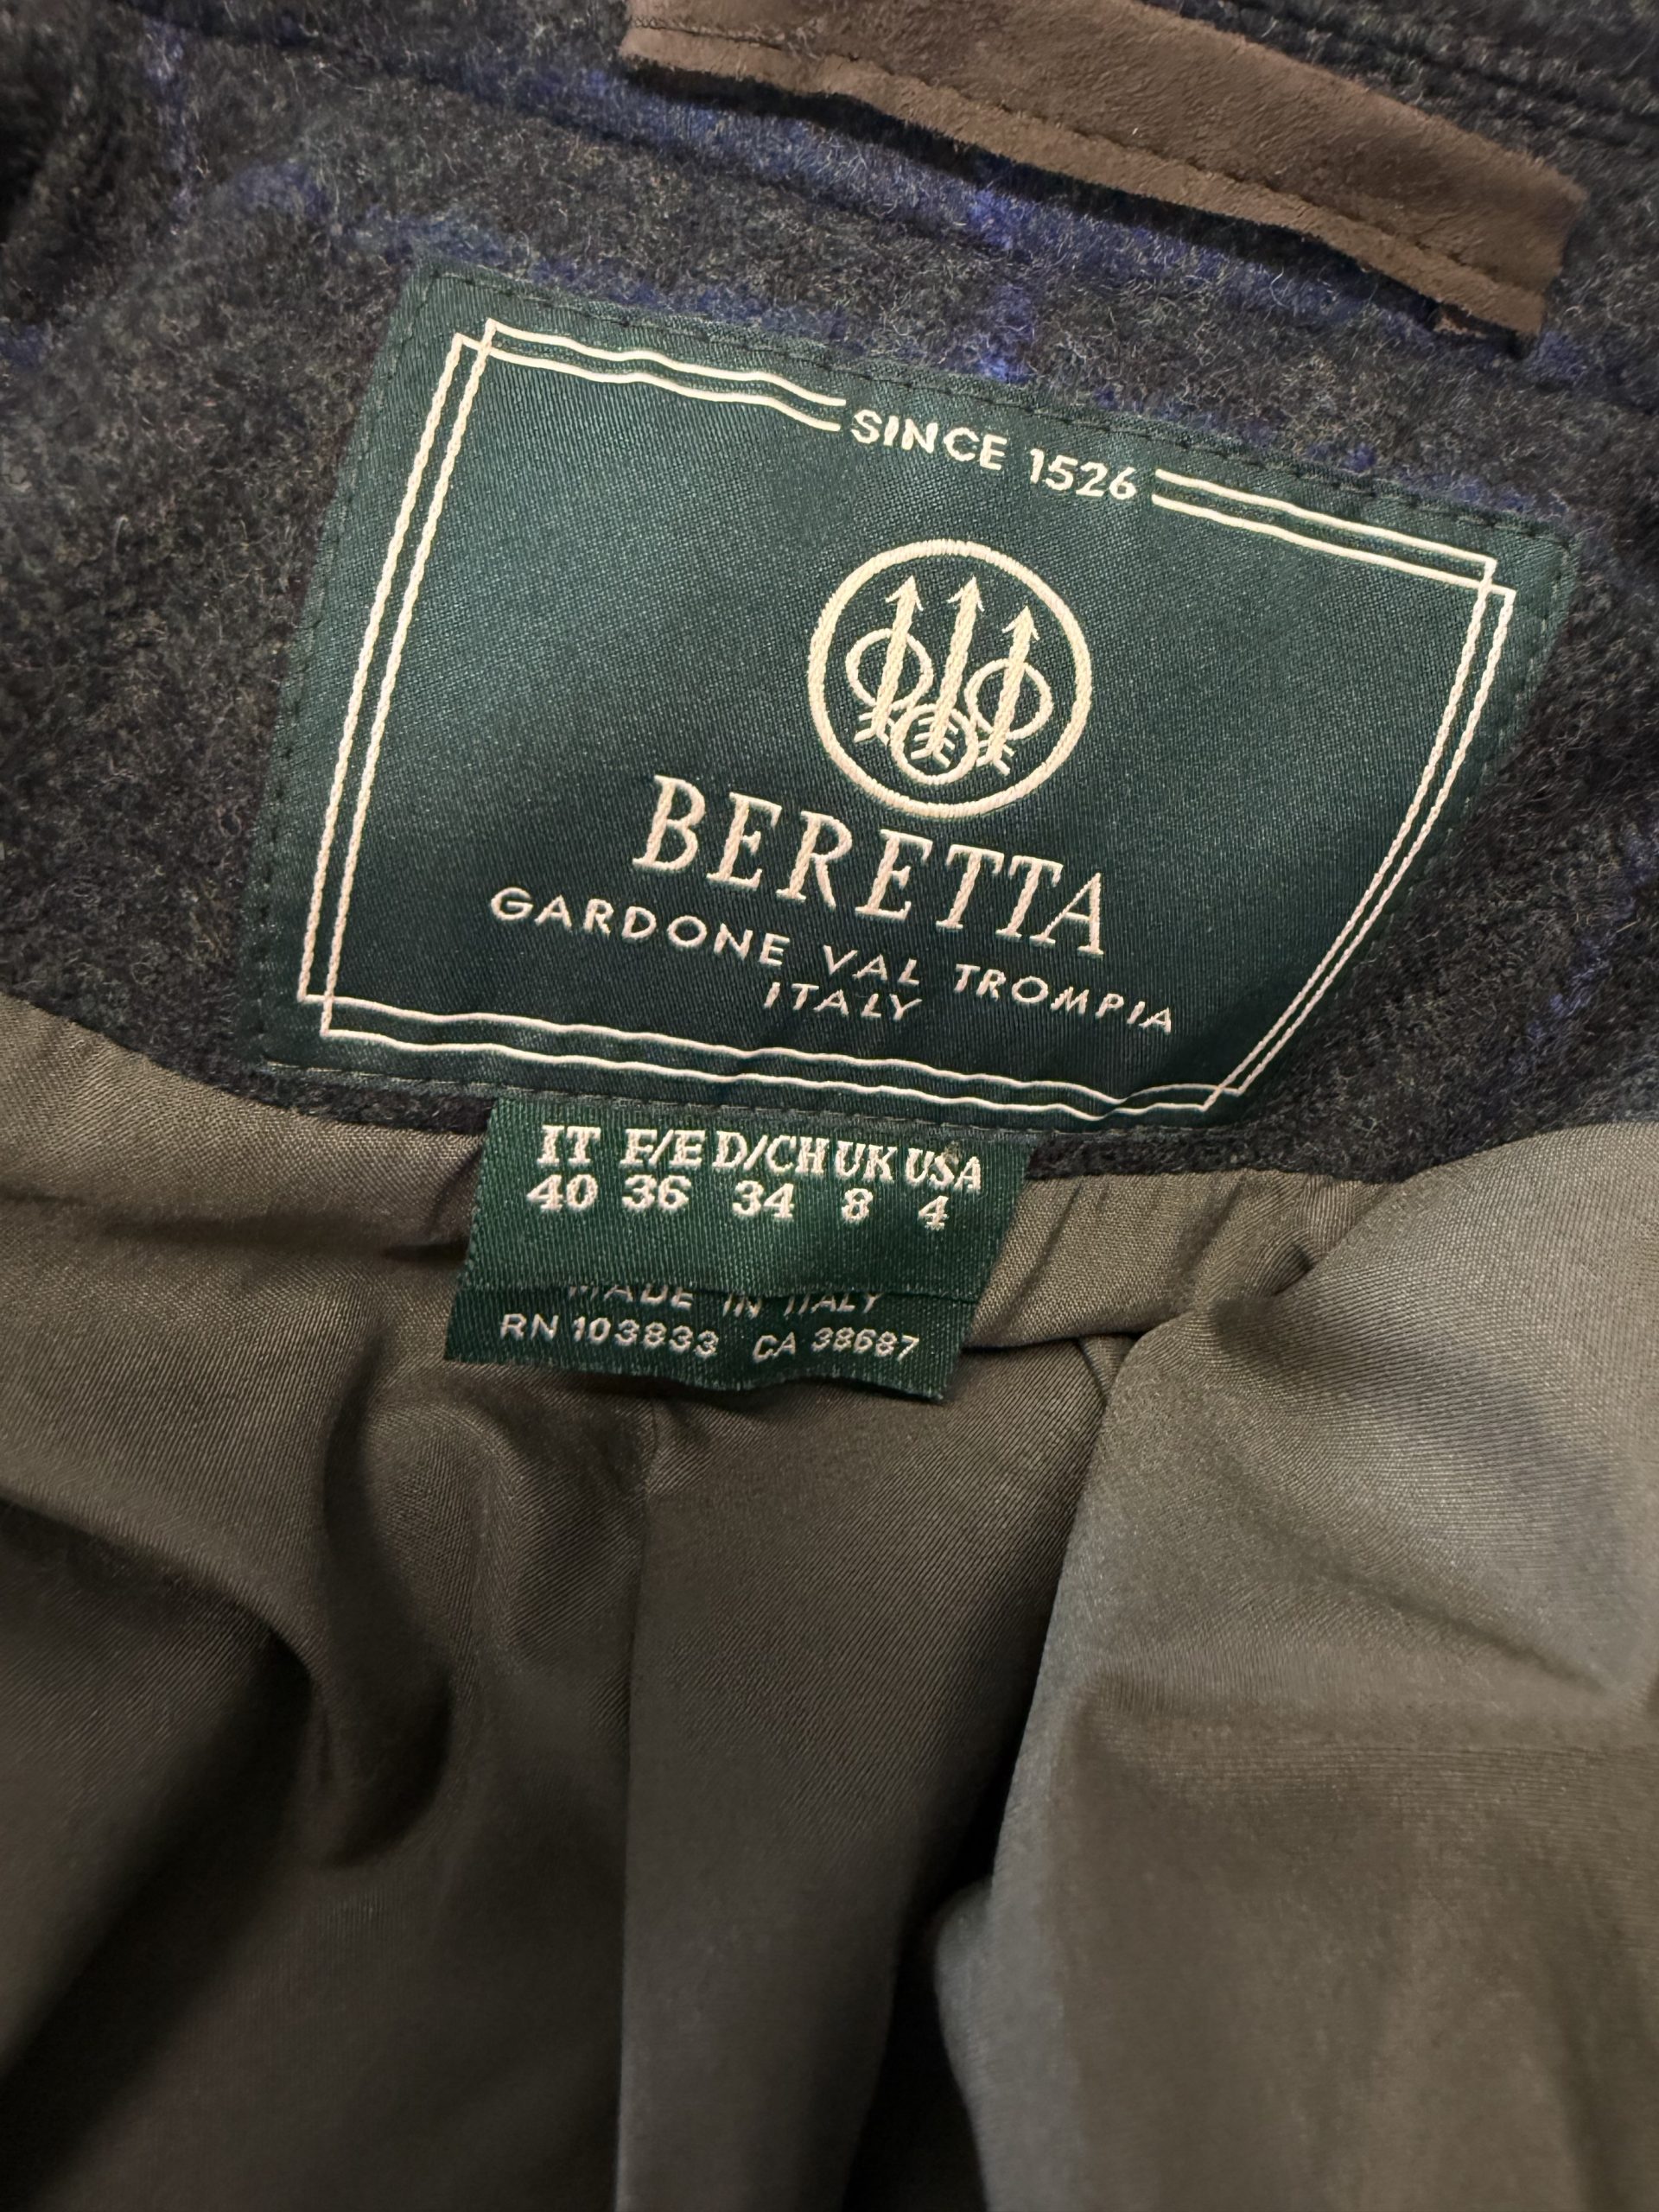 SINCE 1526
BERETTA
GARDONE VAL TROMPIA
ITALY
IT F/E D/CH UK USA
40 36 34 8 4
MADE IN ITALY
RN 103833 CA 38687